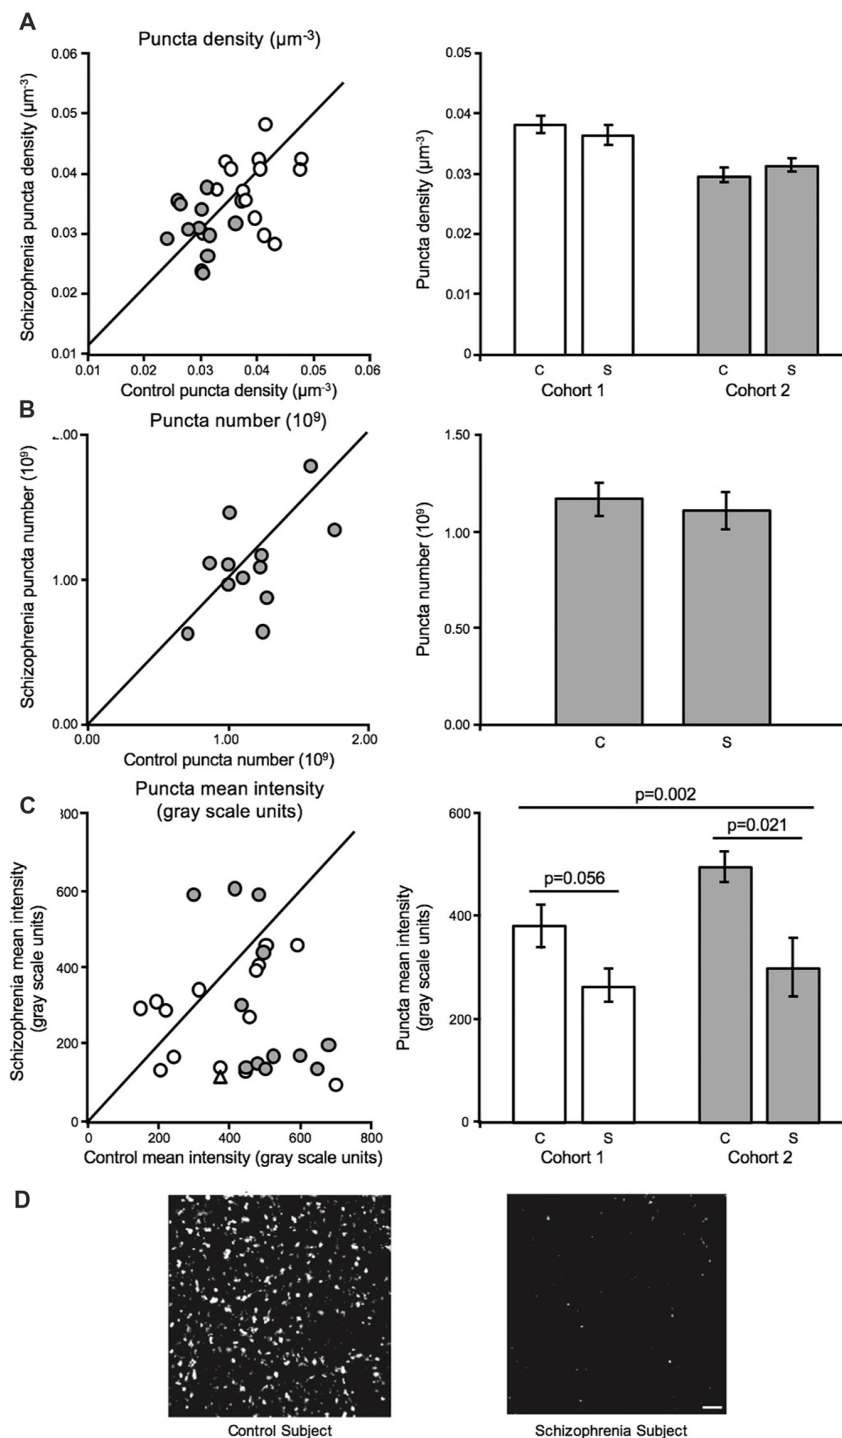 A
Puncta density (µm-3)
Schizophrenia puncta density (µm-3)
0.06
0.05
0.04
0.03
0.02
0.01
0.01
0.02
0.03
0.04
0.05
0.06
Control puncta density (µm-3)
Puncta density (µm-3)
0.05
0.04
0.03
0.02
0.01
0
C
S
C
S
Cohort 1
Cohort 2
B
Puncta number (10⁹)
Schizophrenia puncta number (10⁹)
.00
1.00
0.00
0.00
1.00
2.00
Control puncta number (10⁹)
Puncta number (10⁹)
1.50
1.00
0.50
0.00
C
S
C
Puncta mean intensity
(gray scale units)
Schizophrenia mean intensity
(gray scale units)
00
600
400
200
0
0
200
400
600
800
Control mean intensity (gray scale units)
Puncta mean intensity
(gray scale units)
600
400
200
0
p=0.002
p=0.021
p=0.056
C
S
C
S
Cohort 1
Cohort 2
D
Control Subject
Schizophrenia Subject